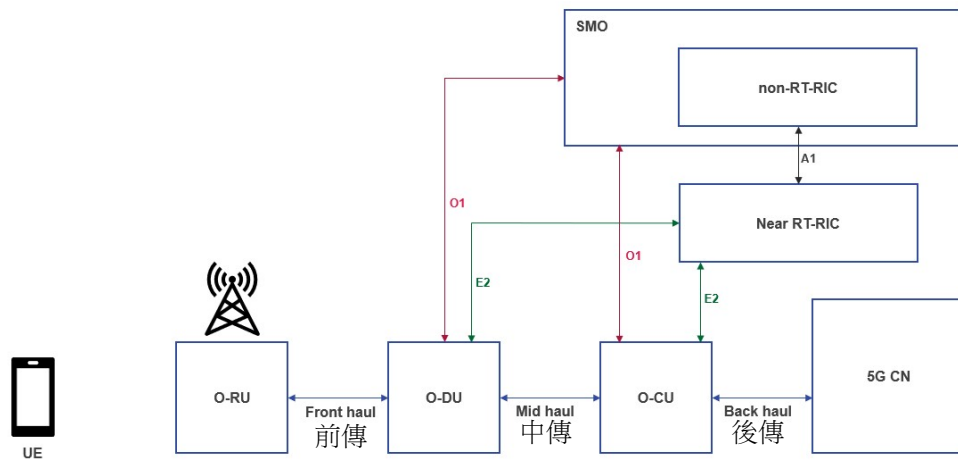 SMO
non-RT-RIC
A1
O1
Near RT-RIC
O1
E2
E2
5G CN
O-RU
O-DU
O-CU
Front haul
前傳
Mid haul
中傳
Back haul
後傳
UE